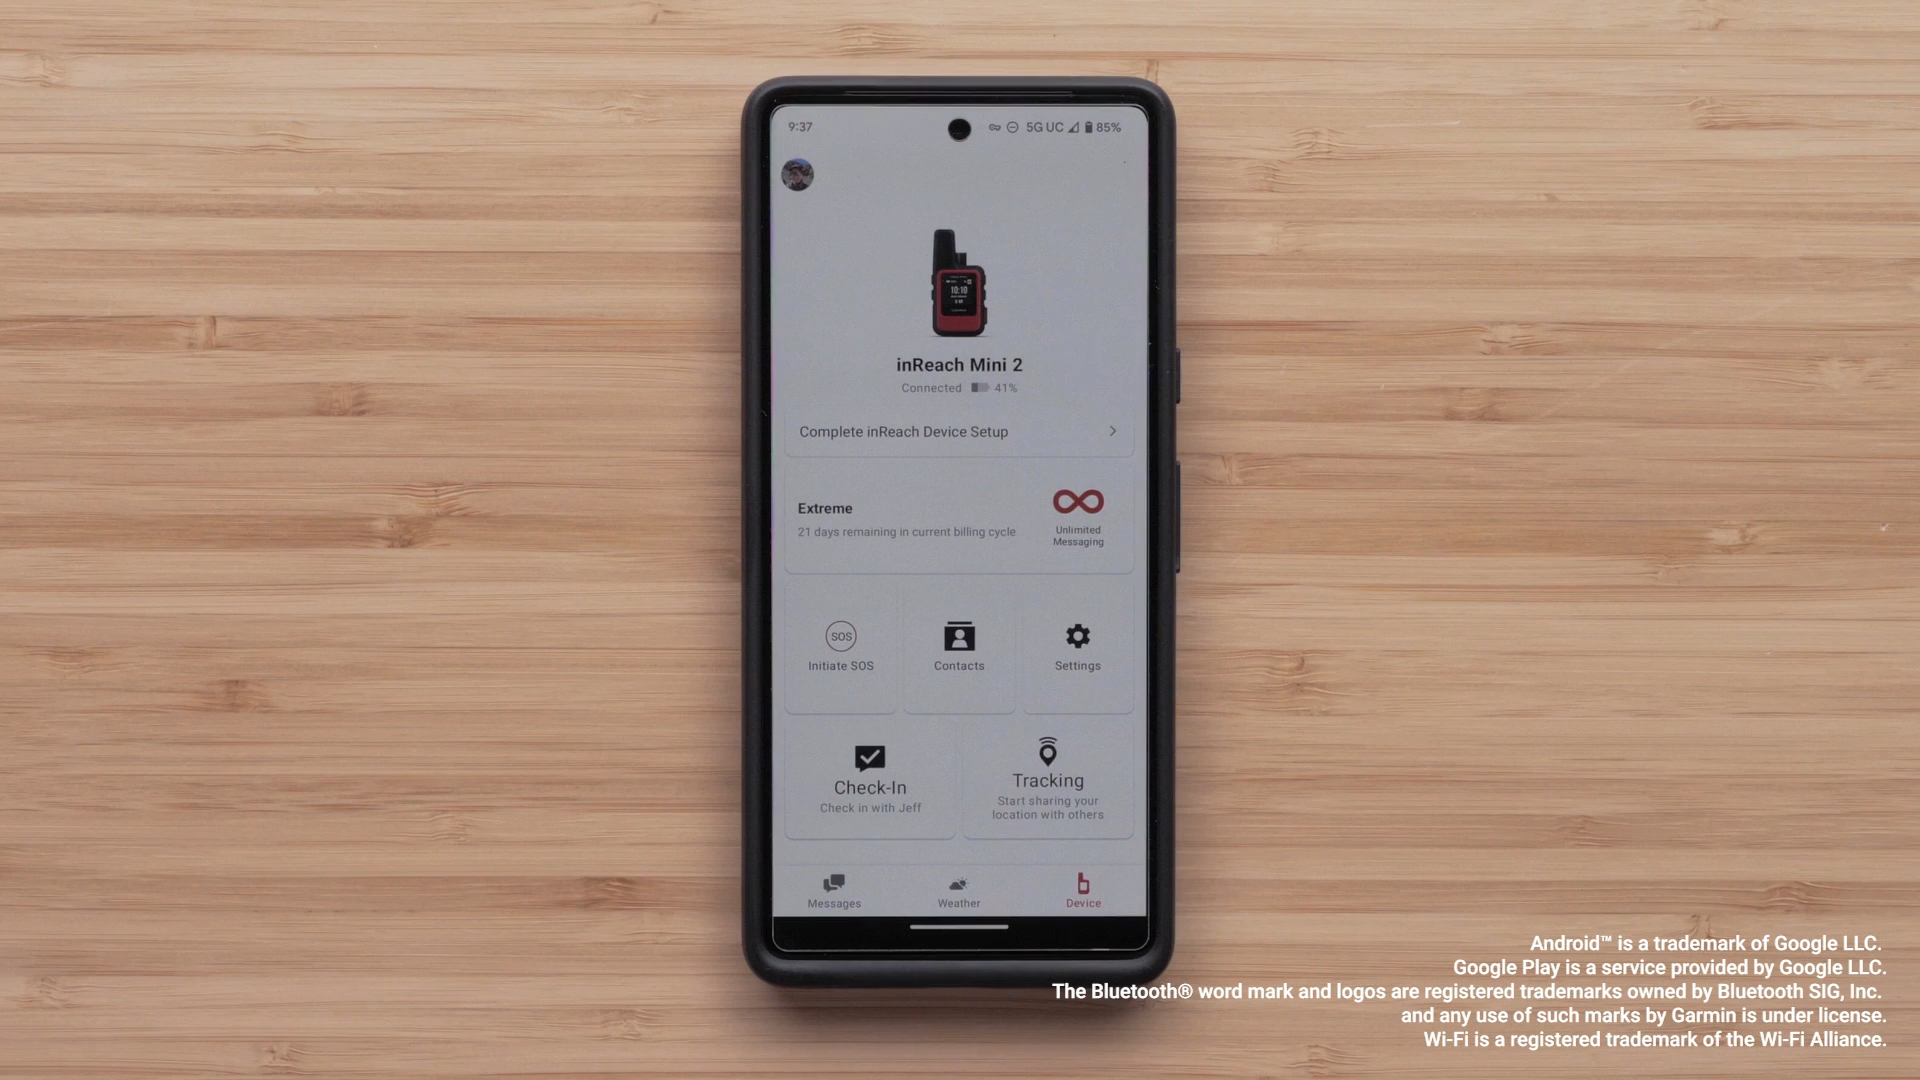 9:37
5G UC 85%
10:10
inReach Mini 2
Connected 41%
Complete inReach Device Setup
Extreme
21 days remaining in current billing cycle
Unlimited
Messaging
SOS
Initiate SOS
Contacts
Settings
Check-In
Check in with Jeff
Tracking
Start sharing your
location with others
Messages
Weather
Device
Android™ is a trademark of Google LLC.
Google Play is a service provided by Google LLC.
The Bluetooth® word mark and logos are registered trademarks owned by Bluetooth SIG, Inc.
and any use of such marks by Garmin is under license.
Wi-Fi is a registered trademark of the Wi-Fi Alliance.